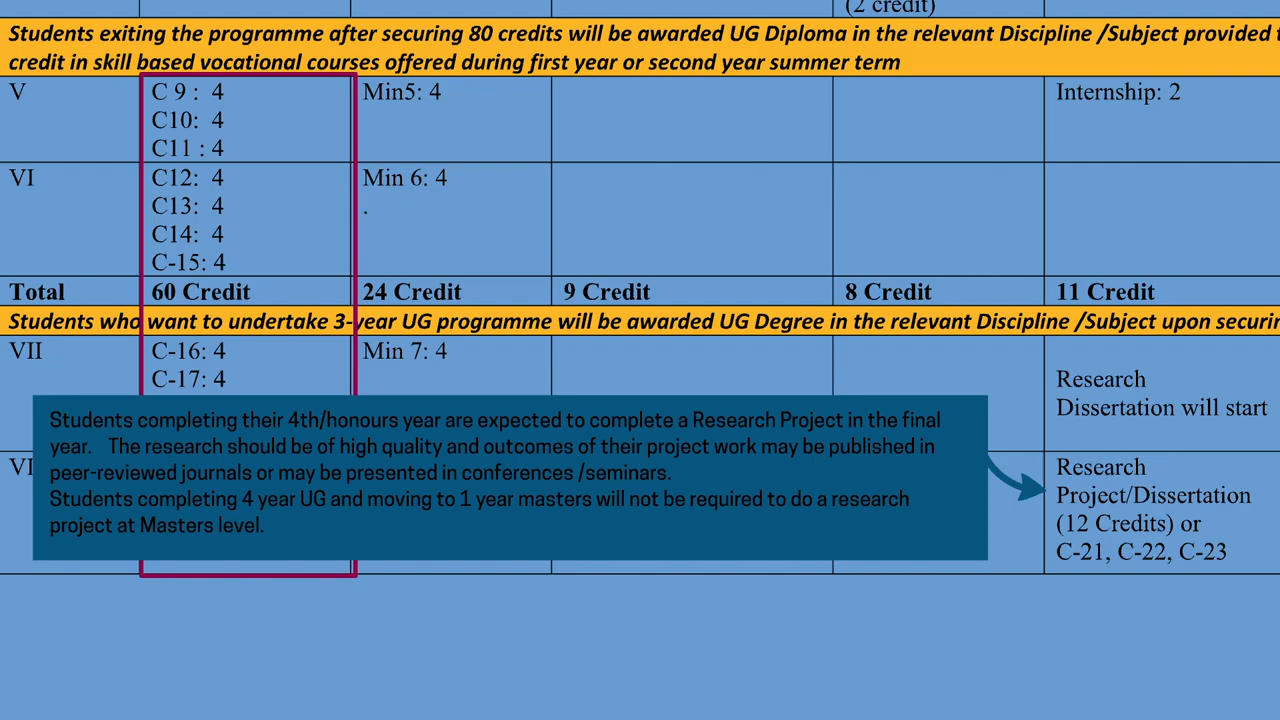 (2 credit)
Students exiting the programme after securing 80 credits will be awarded UG Diploma in the relevant Discipline /Subject provided
credit in skill based vocational courses offered during first year or second year summer term
V
C 9 : 4
Min5: 4
Internship: 2
C10: 4
C11 : 4
VI
C12: 4
Min 6: 4
C13: 4
.
C14: 4
C-15: 4
Total
60 Credit
24 Credit
9 Credit
8 Credit
11 Credit
Students who want to undertake 3-year UG programme will be awarded UG Degree in the relevant Discipline /Subject upon
VII
C-16: 4
Min 7: 4
C-17: 4
Research
Dissertation will start
Students completing their 4th/honours year are expected to complete a Research Project in the final
year. The research should be of high quality and outcomes of their project work may be published in
peer-reviewed journals or may be presented in conferences /seminars.
Students completing 4 year UG and moving to 1 year masters will not be required to do a research
project at Masters level.
Research
Project/Dissertation
(12 Credits) or
C-21, C-22, C-23